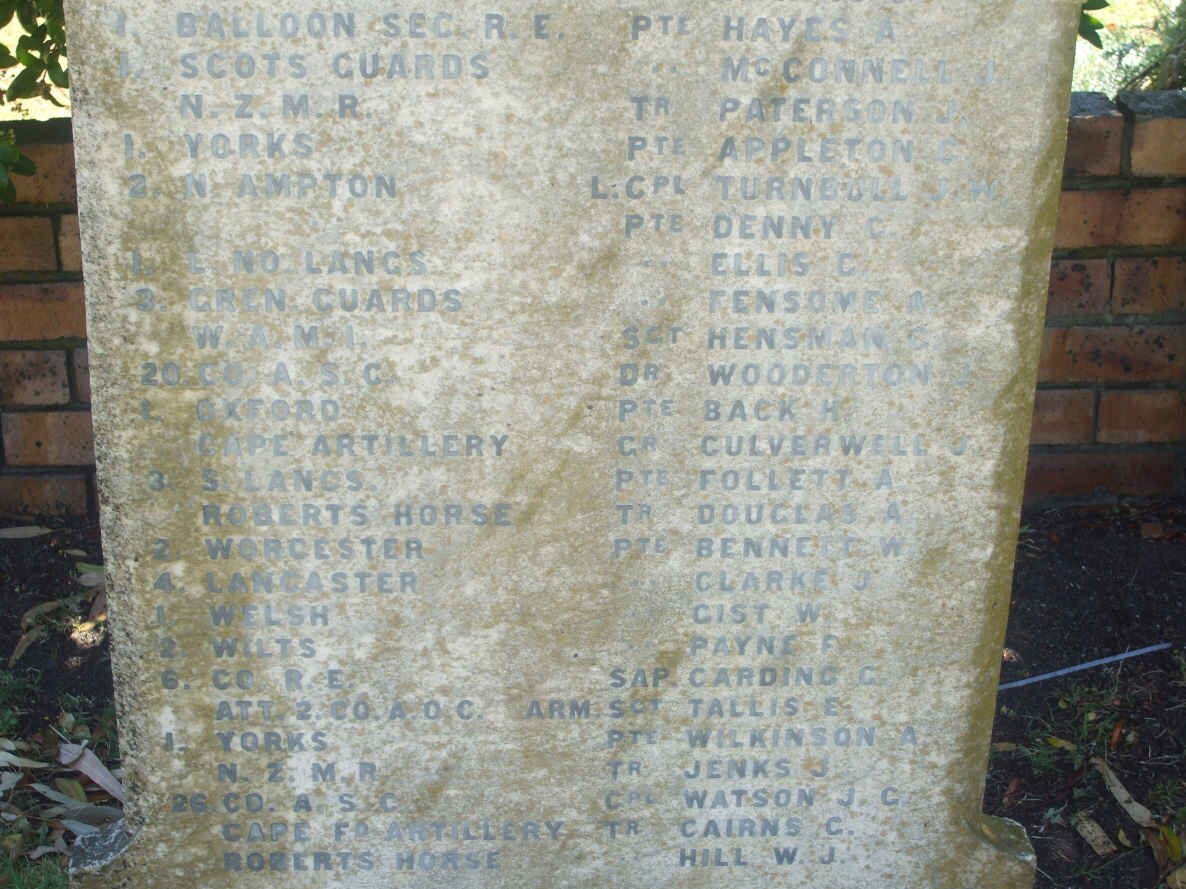 1. BALLOON SEC. R. E. PTE HAYES A.
1. SCOTS GUARDS " McCONNELL J.
N. Z. M. R. TR PATERSON J.
1. YORKS PTE APPLETON
2. N AMPTON L.CPL TURNBULL J.W.
PTE DENNY C.
1. L NO. LANCS. " ELLIS
3. GREN. GUARDS " FENSOME A.
W. A. M. I. SGT HENSMAN
20 CO. A. S. C. DR WOODERTON J.
1. OXFORD PTE BACK H.
CAPE ARTILLERY GR CULVERWELL J.
3. S. LANCS. PTE FOLLETT A.
ROBERTS HORSE TR DOUGLAS A.
2. WORCESTER PTE BENNETT W.
4. LANCASTER " CLARKE J.
1. WELSH GIST W.
2. WILTS PAYNE F.
6. CO. R. E. SAP CARDING
ATT. 2. CO. A. O C. ARM. SGT TALLIS E.
1. YORKS PTE WILKINSON A
N. Z. M. R. TR JENKS J.
26 CO. A. S. C. CPL WATSON J. G.
CAPE FD ARTILLERY TR CAIRNS
ROBERTS HORSE HILL W. J.